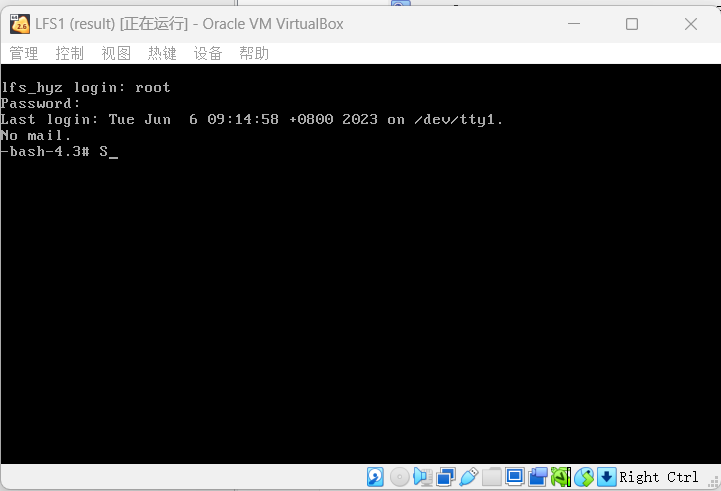 LFS1 (result) [正在运行] - Oracle VM VirtualBox
管理 控制 视图 热键 设备 帮助
lfs_hyz login: root
Password:
Last login: Tue Jun  6 09:14:58 +0800 2023 on /dev/tty1.
No mail.
-bash-4.3# S_
Right Ctrl